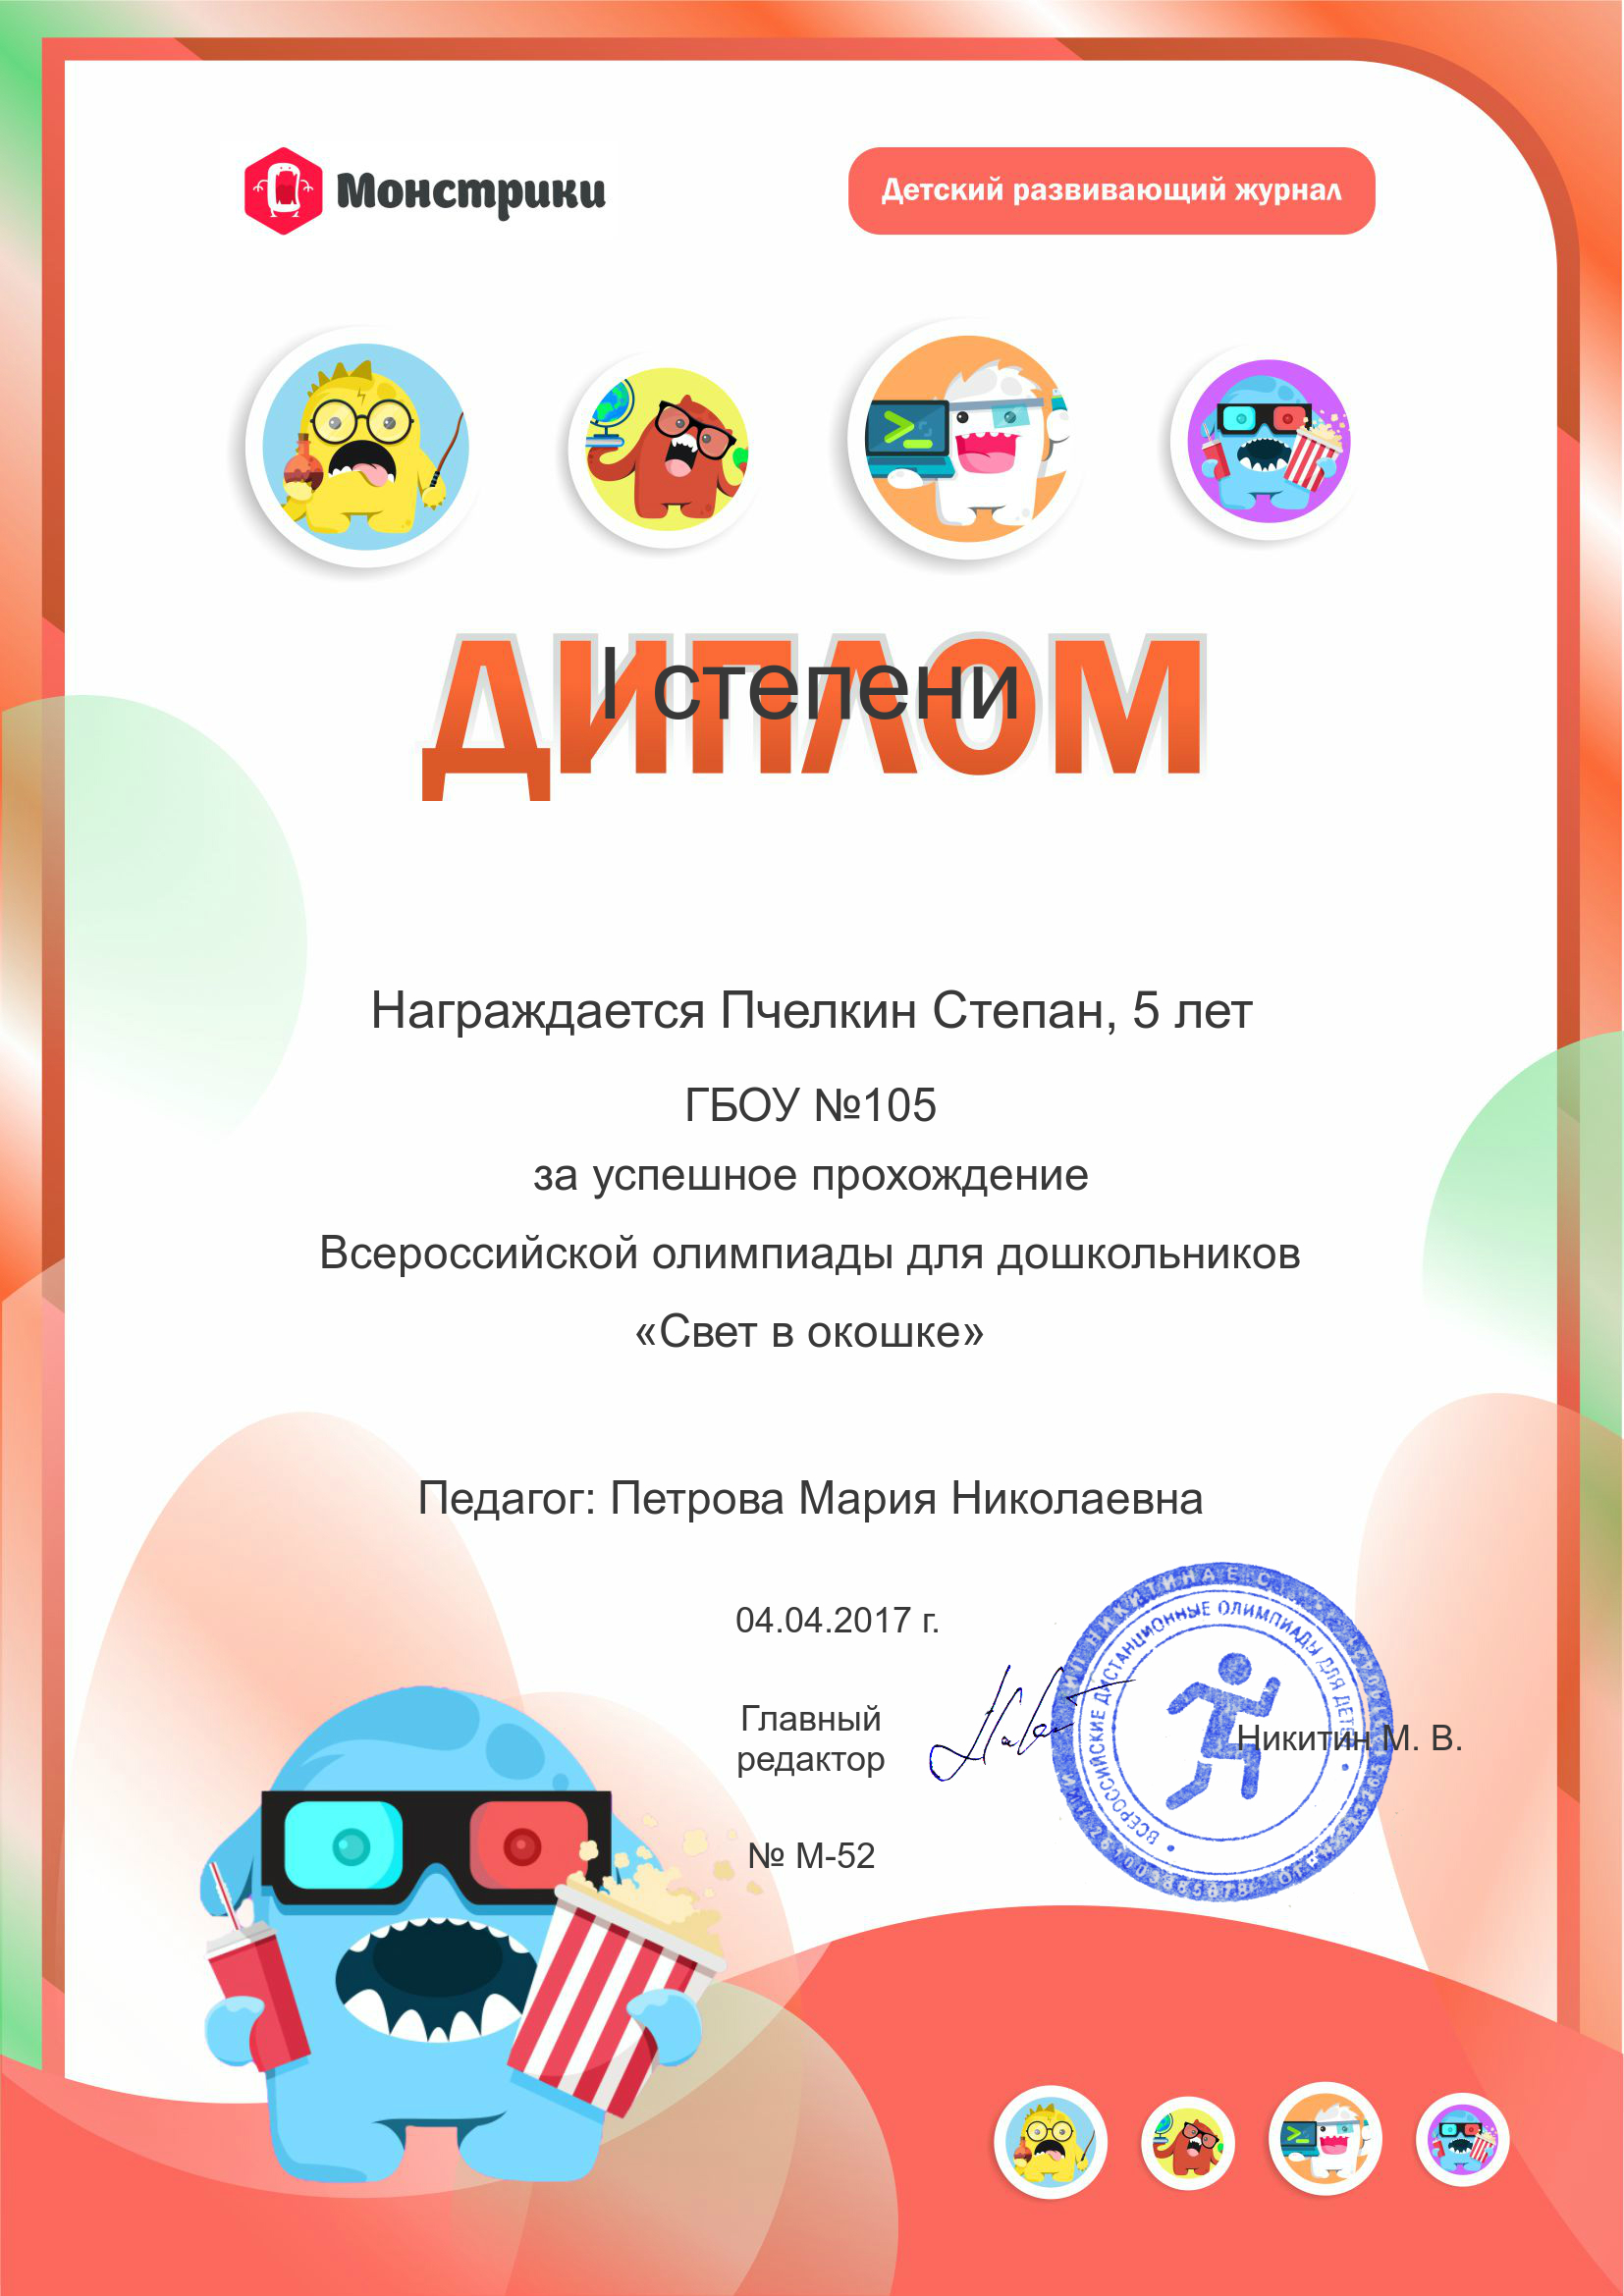 Монстрики
Детский развивающий журнал
ДИПЛОМ
I степени
Награждается Пчелкин Степан, 5 лет
ГБОУ №105
за успешное прохождение
Всероссийской олимпиады для дошкольников
«Свет в окошке»
Педагог: Петрова Мария Николаевна
04.04.2017 г.
Главный
редактор
Никитин М. В.
№ М-52
ВСЕРОССИЙСКИЕ ДИСТАНЦИОННЫЕ ОЛИМПИАДЫ ДЛЯ ДЕТЕЙ